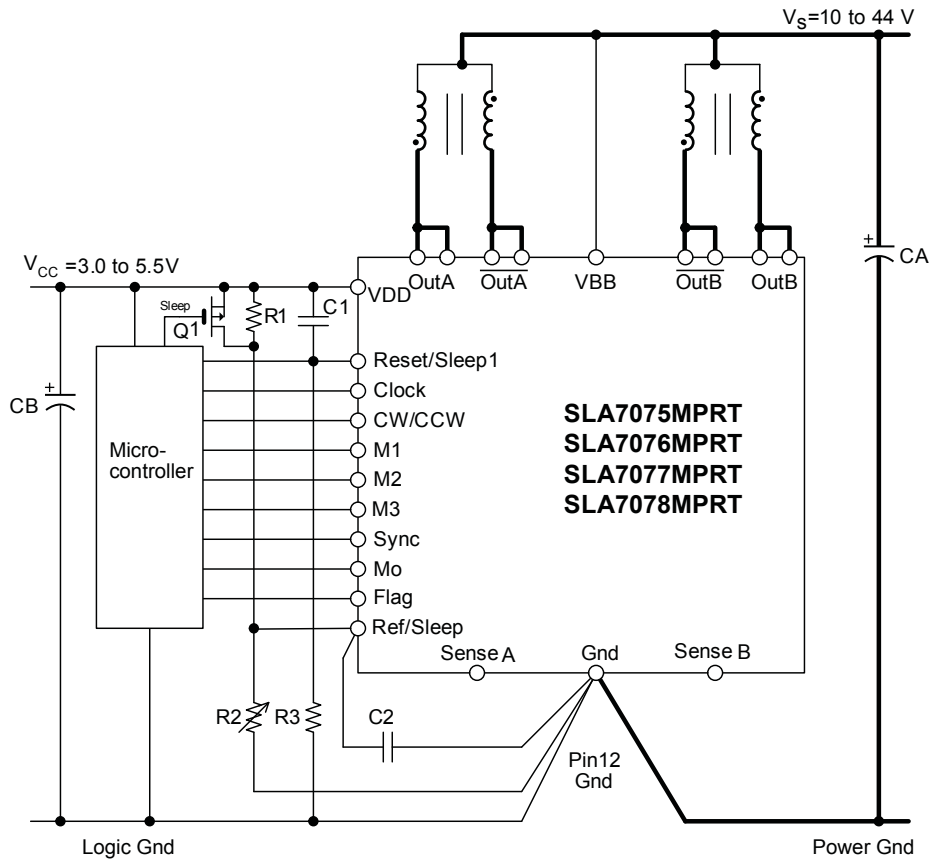 VS=10 to 44 V
CA
VCC =3.0 to 5.5V
VDD
OutA
OutA
VBB
OutB
OutB
Sleep
Q1
R1
C1
Reset/Sleep1
Clock
CB
CW/CCW
SLA7075MPRT
SLA7076MPRT
SLA7077MPRT
SLA7078MPRT
Micro-
controller
M1
M2
M3
Sync
Mo
Flag
Ref/Sleep
Sense A
Gnd
Sense B
R2
R3
C2
Pin12
Gnd
Logic Gnd
Power Gnd